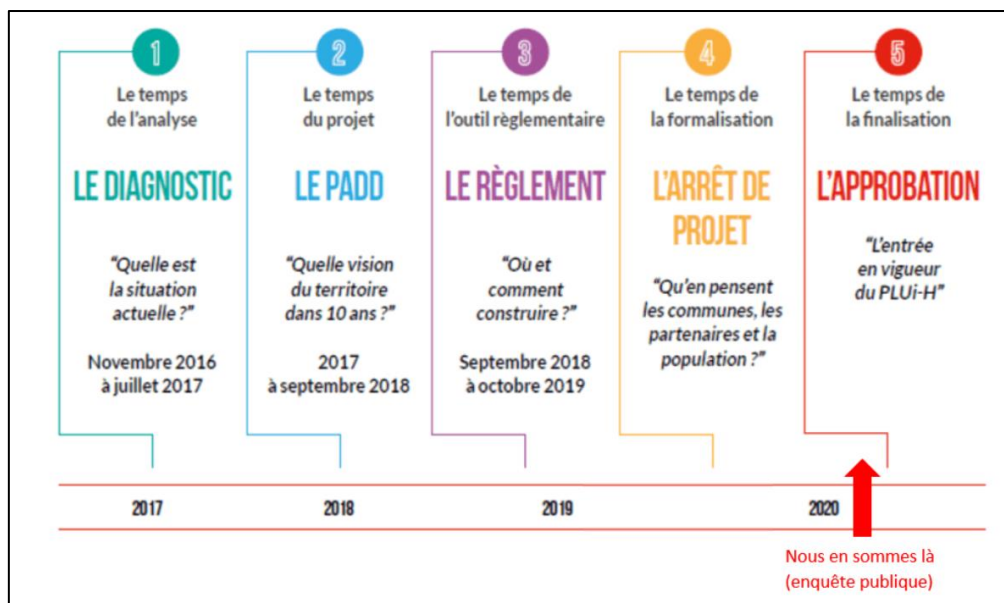 1
Le temps
de l'analyse
LE DIAGNOSTIC
"Quelle est
la situation
actuelle ?"
Novembre 2016
à juillet 2017
2
Le temps
du projet
LE PADD
"Quelle vision
du territoire
dans 10 ans ?"
2017
à septembre 2018
3
Le temps de
l'outil règlementaire
LE RÈGLEMENT
"Où et
comment
construire ?"
Septembre 2018
à octobre 2019
4
Le temps de
la formalisation
L'ARRÊT DE
PROJET
"Qu'en pensent
les communes, les
partenaires et la
population ?"
5
Le temps de
la finalisation
L'APPROBATION
"L'entrée
en vigueur
du PLUi-H"
2017
2018
2019
2020
Nous en sommes là
(enquête publique)